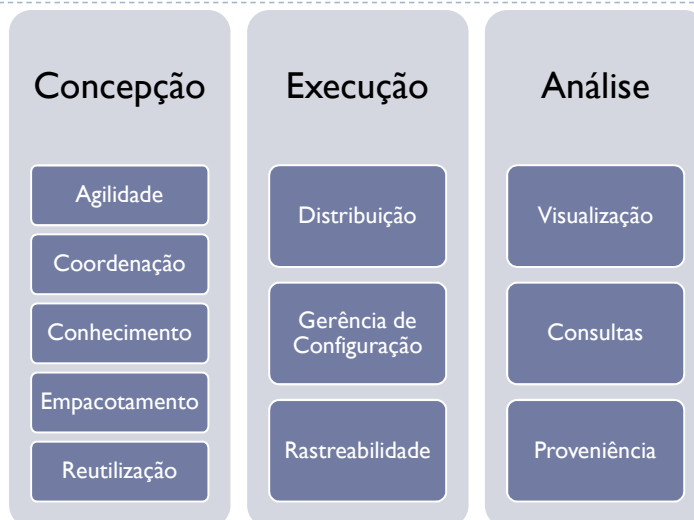 Concepção
Agilidade
Coordenação
Conhecimento
Empacotamento
Reutilização
Execução
Distribuição
Gerência de
Configuração
Rastreabilidade
Análise
Visualização
Consultas
Proveniência